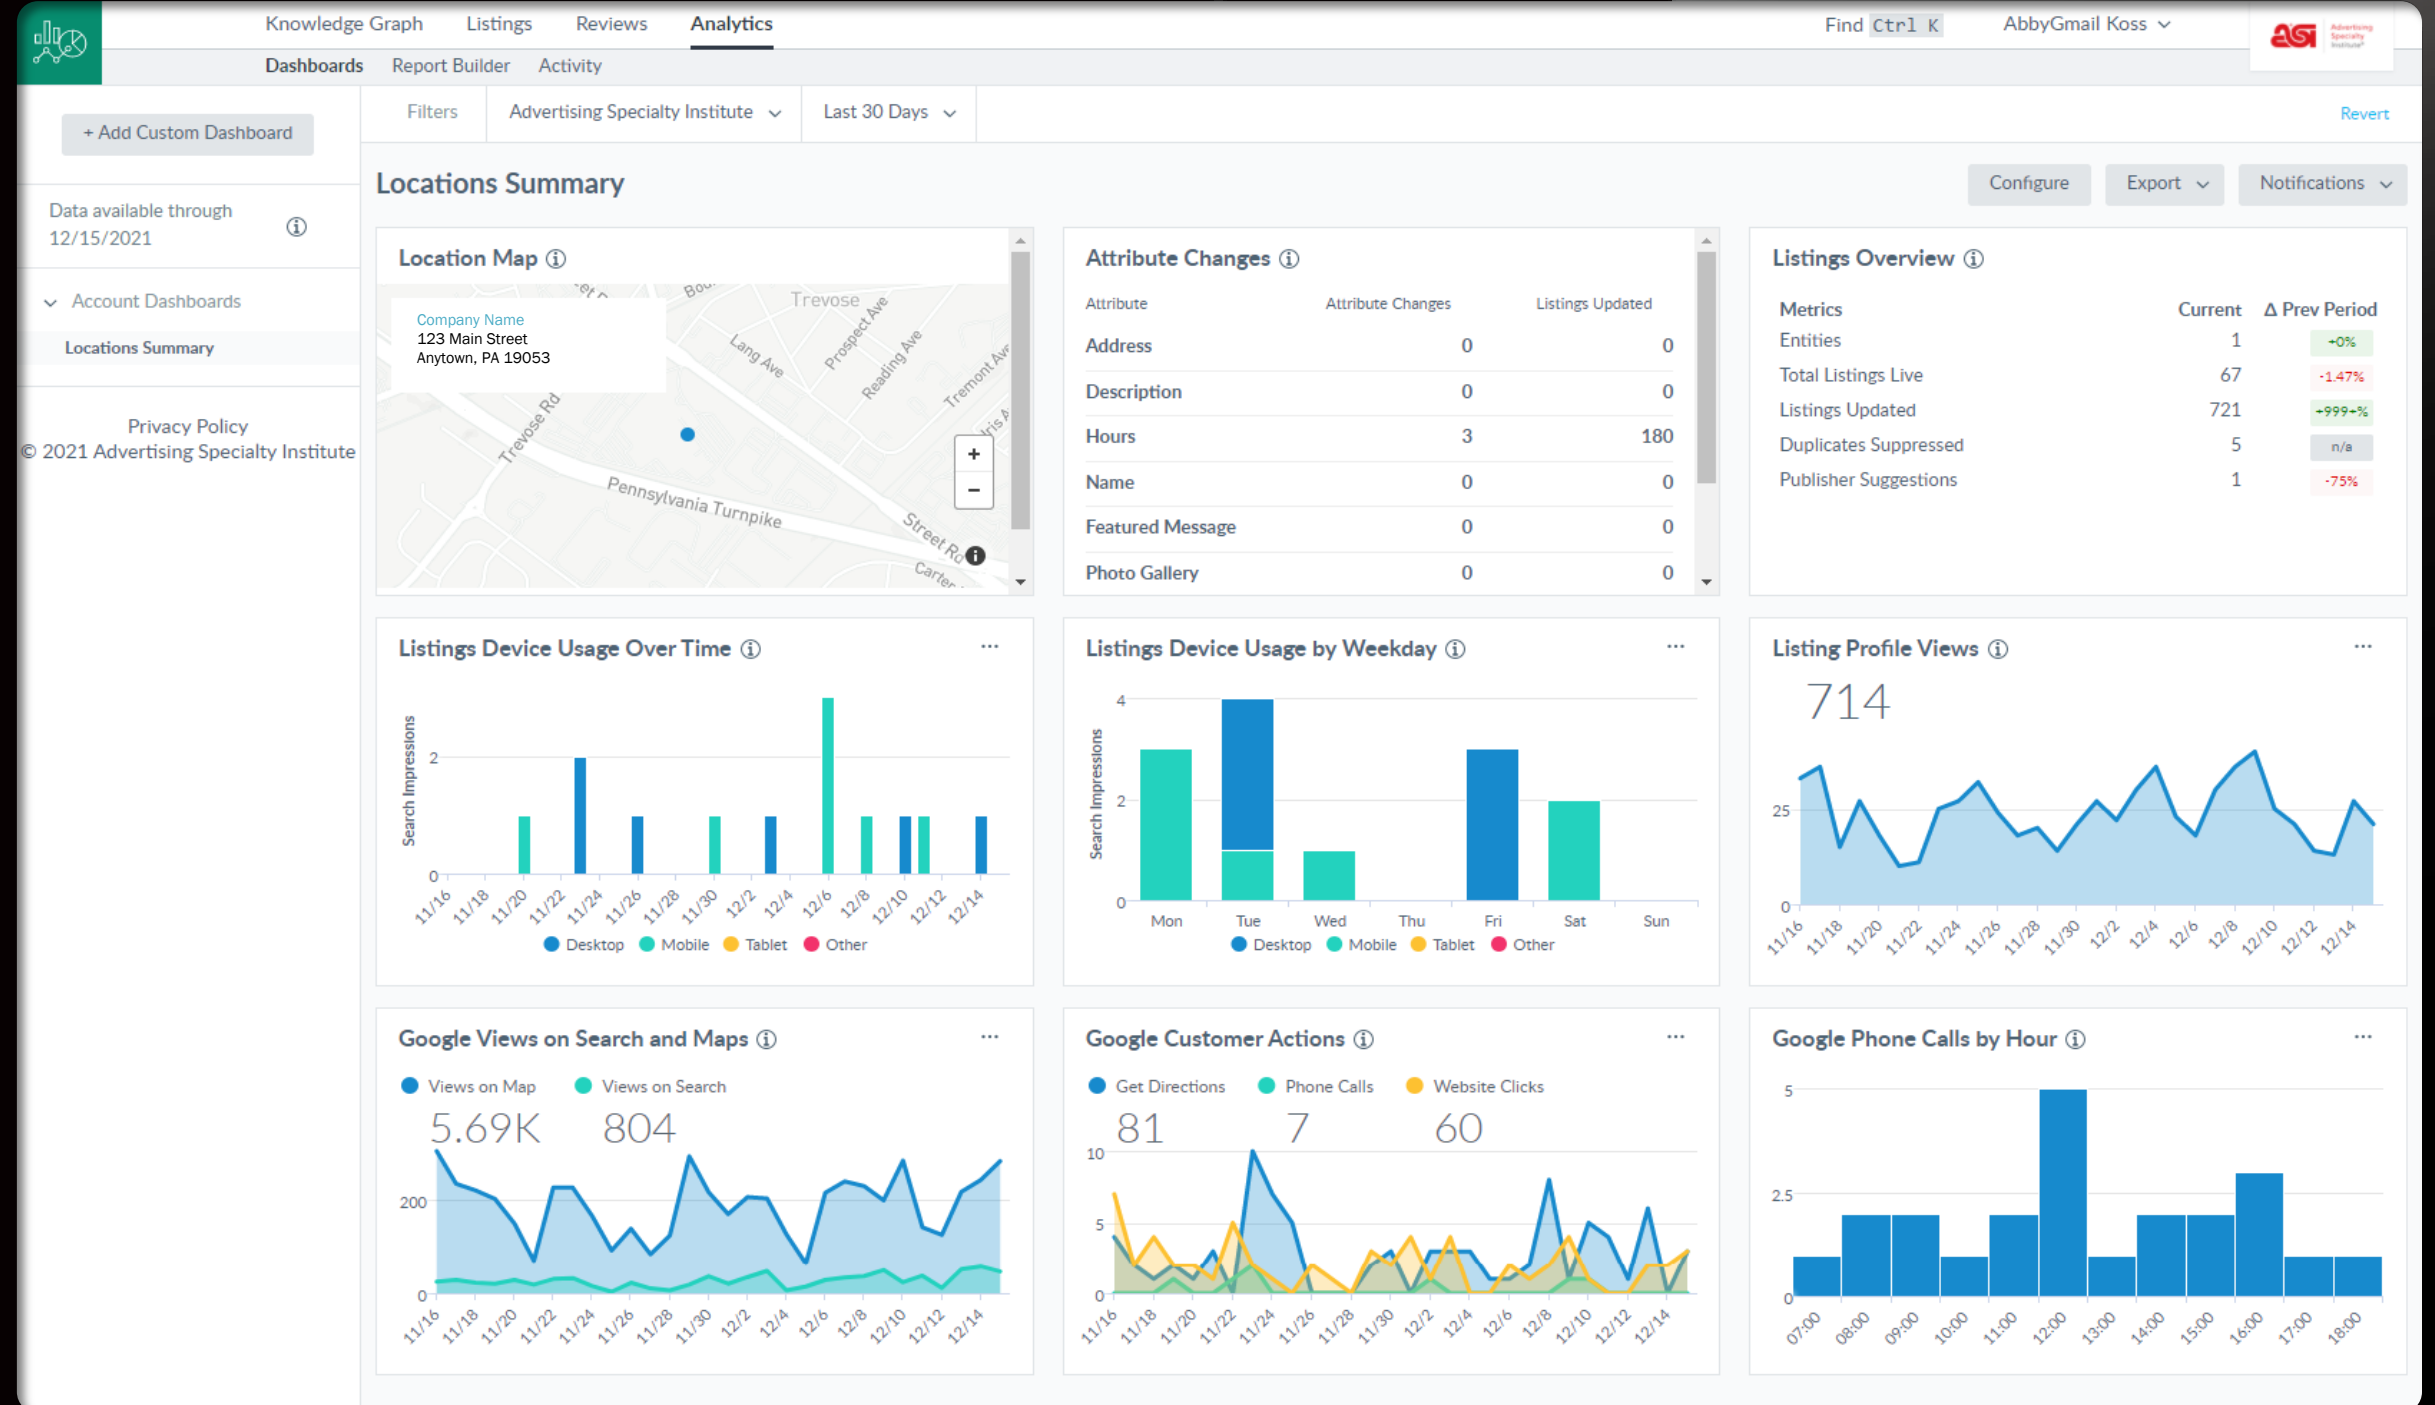 Knowledge Graph Listings Reviews Analytics Find Ctrl K AbbyGmail Koss
asi Advertising Specialty Institute
Dashboards Report Builder Activity
+ Add Custom Dashboard
Data available through
12/15/2021
Account Dashboards
Locations Summary
Privacy Policy
© 2021 Advertising Specialty Institute
Filters Advertising Specialty Institute Last 30 Days Revert
Locations Summary Configure Export Notifications
Location Map
Company Name
123 Main Street
Anytown, PA 19053
Trevose
Prospect Ave
Lang Ave
Reading Ave
Tremont Ave
Trevose Rd
Pennsylvania Turnpike
Street Rd
+
−
Attribute Changes
Attribute Attribute Changes Listings Updated
Address 0 0
Description 0 0
Hours 3 180
Name 0 0
Featured Message 0 0
Photo Gallery 0 0
Listings Overview
Metrics Current Δ Prev Period
Entities 1 +0%
Total Listings Live 67 -1.47%
Listings Updated 721 +999+%
Duplicates Suppressed 5 n/a
Publisher Suggestions 1 -75%
Listings Device Usage Over Time ...
Search Impressions
2
0
11/16 11/18 11/20 11/22 11/24 11/26 11/28 11/30 12/2 12/4 12/6 12/8 12/10 12/12 12/14
Desktop Mobile Tablet Other
Listings Device Usage by Weekday ...
Search Impressions
4
2
0
Mon Tue Wed Thu Fri Sat Sun
Desktop Mobile Tablet Other
Listing Profile Views ...
714
25
0
11/16 11/18 11/20 11/22 11/24 11/26 11/28 11/30 12/2 12/4 12/6 12/8 12/10 12/12 12/14
Google Views on Search and Maps ...
Views on Map Views on Search
5.69K 804
200
0
11/16 11/18 11/20 11/22 11/24 11/26 11/28 11/30 12/2 12/4 12/6 12/8 12/10 12/12 12/14
Google Customer Actions ...
Get Directions Phone Calls Website Clicks
81 7 60
10
5
0
11/16 11/18 11/20 11/22 11/24 11/26 11/28 11/30 12/2 12/4 12/6 12/8 12/10 12/12 12/14
Google Phone Calls by Hour ...
5
2.5
0
07:00 08:00 09:00 10:00 11:00 12:00 13:00 14:00 15:00 16:00 17:00 18:00